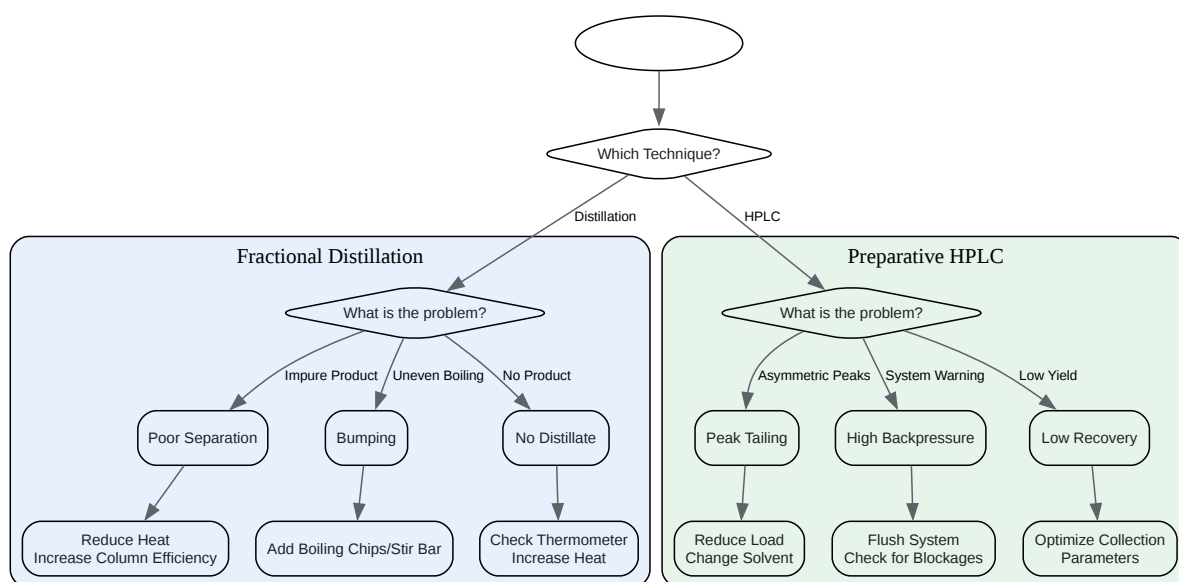 Which Technique?
Distillation
HPLC
Fractional Distillation
Preparative HPLC
What is the problem?
What is the problem?
Impure Product
Uneven Boiling
No Product
Asymmetric Peaks
System Warning
Low Yield
Poor Separation
Bumping
No Distillate
Peak Tailing
High Backpressure
Low Recovery
Reduce Heat
Increase Column Efficiency
Add Boiling Chips/Stir Bar
Check Thermometer
Increase Heat
Reduce Load
Change Solvent
Flush System
Check for Blockages
Optimize Collection
Parameters